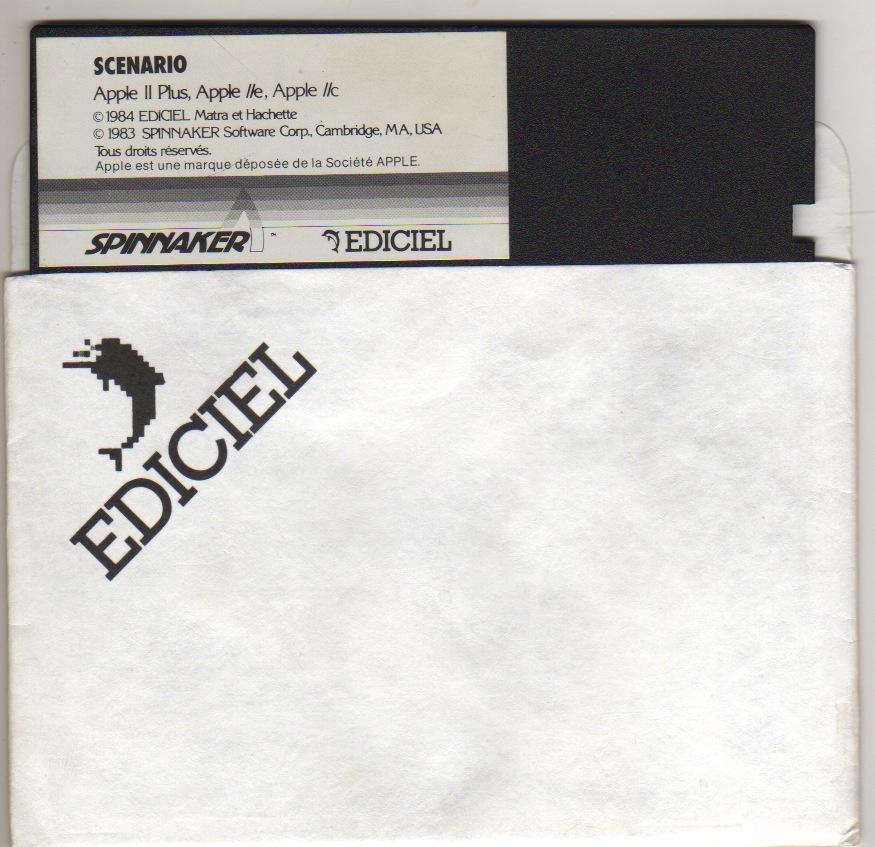 SCENARIO
Apple II Plus, Apple //e, Apple //c
© 1984 EDICIEL Matra et Hachette
© 1983 SPINNAKER Software Corp., Cambridge, MA, USA
Tous droits réservés.
Apple est une marque déposée de la Société APPLE.
SPINNAKER™ EDICIEL
EDICIEL